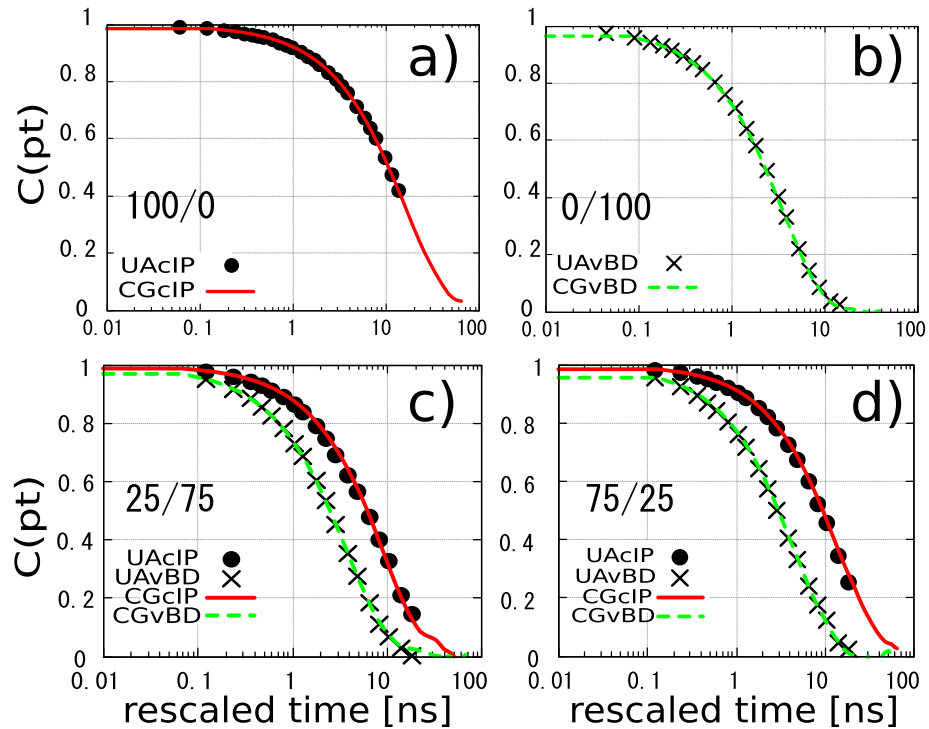 1
a)
0.8
C(pt)
0.6
0.4
100/0
0.2
UAcIP
CGcIP
0
0.01 0.1 1 10 100
1
b)
0.8
0.6
0.4
0/100
0.2
UAvBD
CGvBD
0
0.01 0.1 1 10 100
1
c)
0.8
C(pt)
0.6
25/75
0.4
UAcIP
UAvBD
CGcIP
0.2
CGvBD
0
0.01 0.1 1 10 100
rescaled time [ns]
1
d)
0.8
0.6
75/25
0.4
UAcIP
UAvBD
CGcIP
0.2
CGvBD
0
0.01 0.1 1 10 100
rescaled time [ns]